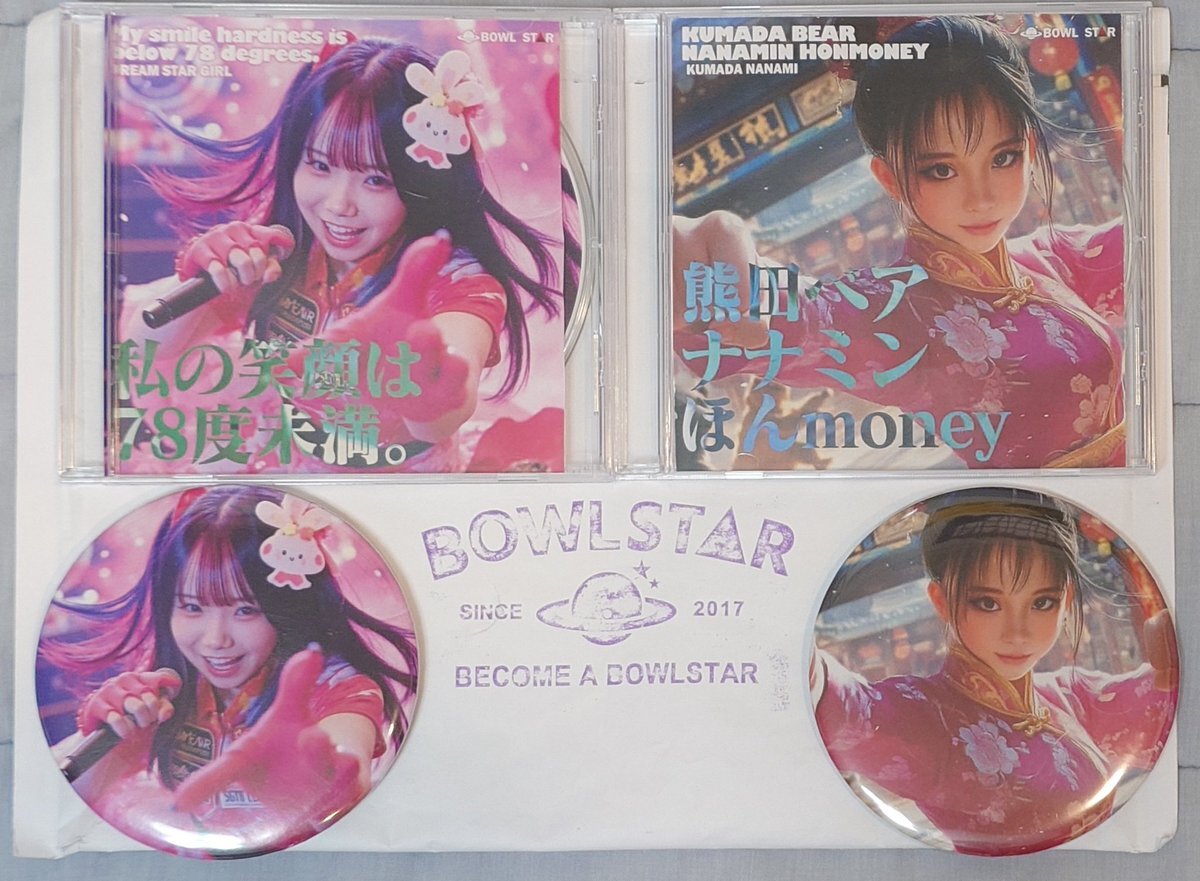 My smile hardness is
below 78 degrees.
DREAM STAR GIRL
BOWL STAR
私の笑顔は
78度未満。
KUMADA BEAR
NANAMIN HONMONEY
KUMADA NANAMI
BOWL STAR
熊田・ベア
ナナミン
ほんmoney
BOWLSTAR
SINCE 2017
BECOME A BOWLSTAR